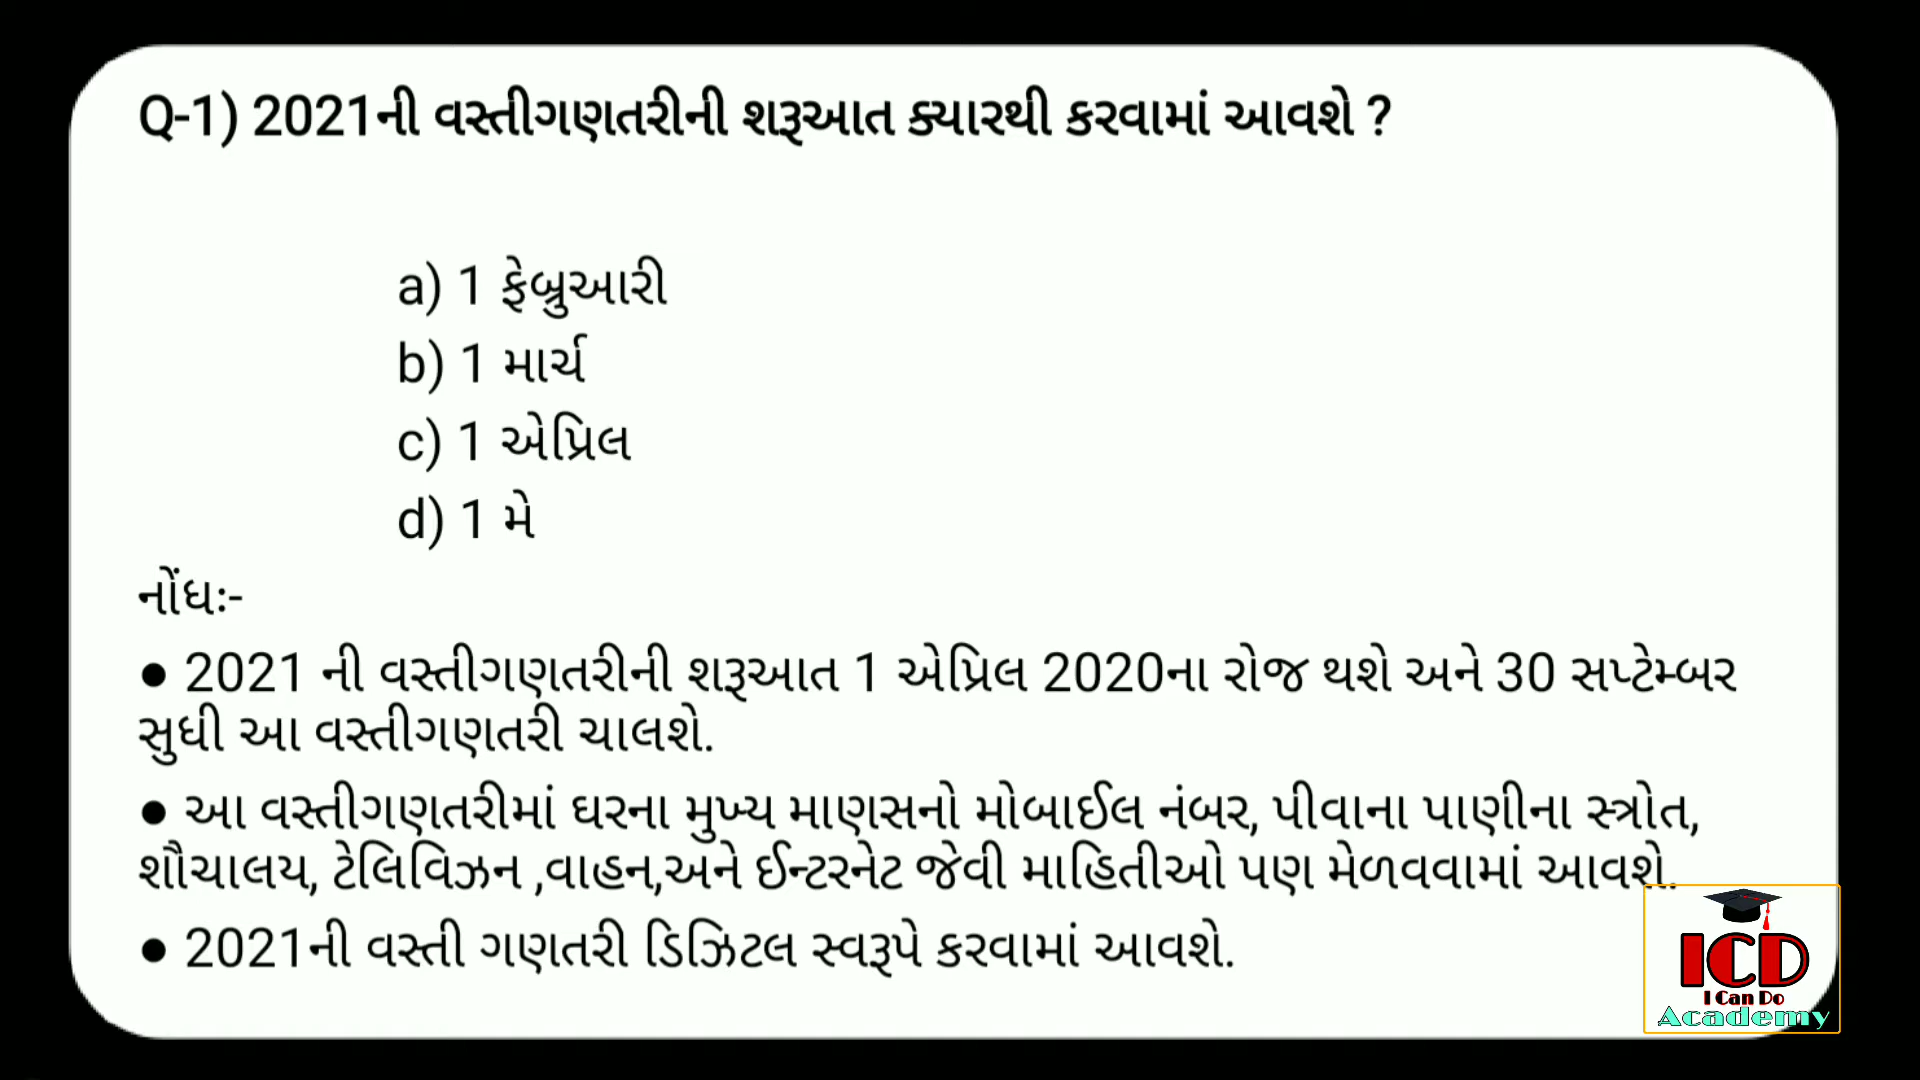 Q-1) 2021ની વસ્તીગણતરીની શરૂઆત ક્યારથી કરવામાં આવશે ?
a) 1 ફેબ્રુઆરી
b) 1 માર્ચ
c) 1 એપ્રિલ
d) 1 મે
નોંધઃ-
● 2021 ની વસ્તીગણતરીની શરૂઆત 1 એપ્રિલ 2020ના રોજ થશે અને 30 સપ્ટેમ્બર
સુધી આ વસ્તીગણતરી ચાલશે.
● આ વસ્તીગણતરીમાં ઘરના મુખ્ય માણસનો મોબાઈલ નંબર, પીવાના પાણીના સ્ત્રોત,
શૌચાલય, ટેલિવિઝન ,વાહન,અને ઈન્ટરનેટ જેવી માહિતીઓ પણ મેળવવામાં આવશે.
● 2021ની વસ્તી ગણતરી ડિઝિટલ સ્વરૂપે કરવામાં આવશે.
ICD
I Can Do
Academy